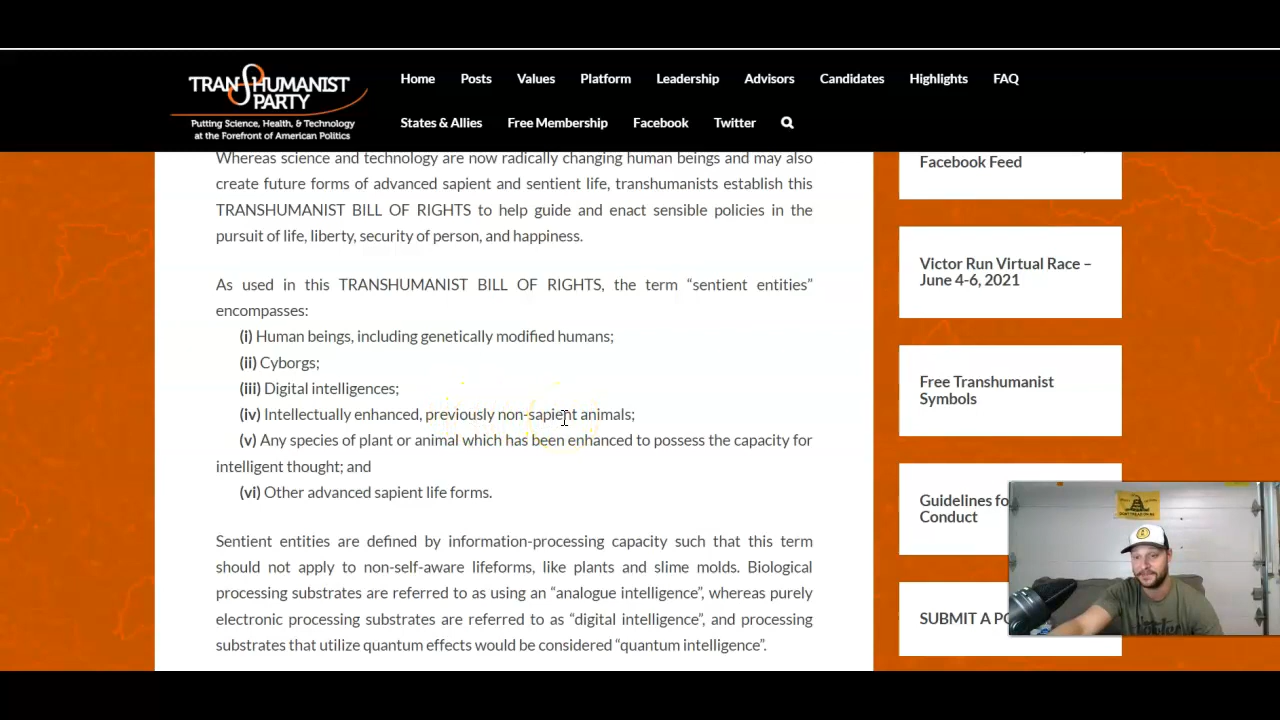 TRANSHUMANIST
PARTY
Putting Science, Health, & Technology
at the Forefront of American Politics
Home Posts Values Platform Leadership Advisors Candidates Highlights FAQ
States & Allies Free Membership Facebook Twitter
Whereas science and technology are now radically changing human beings and may also
create future forms of advanced sapient and sentient life, transhumanists establish this
TRANSHUMANIST BILL OF RIGHTS to help guide and enact sensible policies in the
pursuit of life, liberty, security of person, and happiness.
As used in this TRANSHUMANIST BILL OF RIGHTS, the term “sentient entities”
encompasses:
(i) Human beings, including genetically modified humans;
(ii) Cyborgs;
(iii) Digital intelligences;
(iv) Intellectually enhanced, previously non-sapient animals;
(v) Any species of plant or animal which has been enhanced to possess the capacity for
intelligent thought; and
(vi) Other advanced sapient life forms.
Sentient entities are defined by information-processing capacity such that this term
should not apply to non-self-aware lifeforms, like plants and slime molds. Biological
processing substrates are referred to as using an “analogue intelligence”, whereas purely
electronic processing substrates are referred to as “digital intelligence”, and processing
substrates that utilize quantum effects would be considered “quantum intelligence”.
Facebook Feed
Victor Run Virtual Race –
June 4-6, 2021
Free Transhumanist
Symbols
Guidelines fo
Conduct
SUBMIT A PO